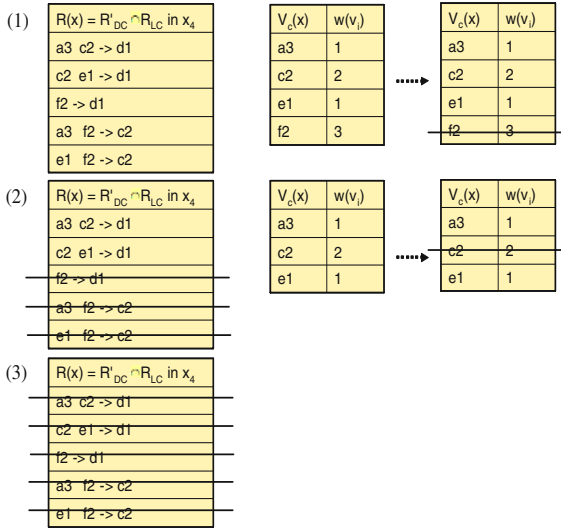 (1)
R(x) = R'DC ∩ RLC in x4
a3 c2 -> d1
c2 e1 -> d1
f2 -> d1
a3 f2 -> c2
e1 f2 -> c2
Vc(x) w(vi)
a3 1
c2 2
e1 1
f2 3
Vc(x) w(vi)
a3 1
c2 2
e1 1
f2 3
(2)
R(x) = R'DC ∩ RLC in x4
a3 c2 -> d1
c2 e1 -> d1
f2 -> d1
a3 f2 -> c2
e1 f2 -> c2
Vc(x) w(vi)
a3 1
c2 2
e1 1
Vc(x) w(vi)
a3 1
c2 2
e1 1
(3)
R(x) = R'DC ∩ RLC in x4
a3 c2 -> d1
c2 e1 -> d1
f2 -> d1
a3 f2 -> c2
e1 f2 -> c2